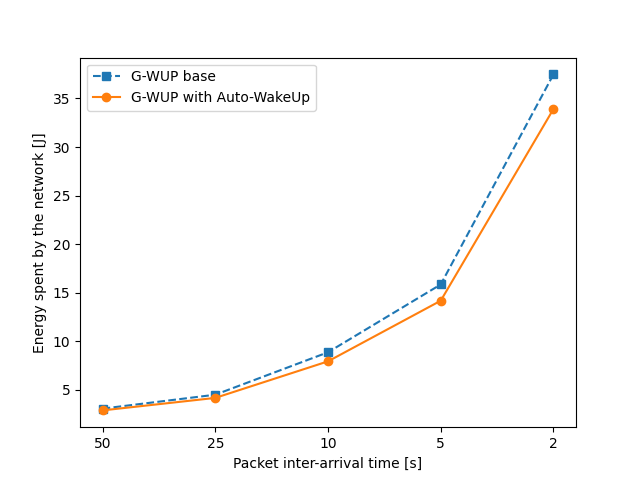 G-WUP base
G-WUP with Auto-WakeUp
Energy spent by the network [J]
35
30
25
20
15
10
5
50 25 10 5 2
Packet inter-arrival time [s]